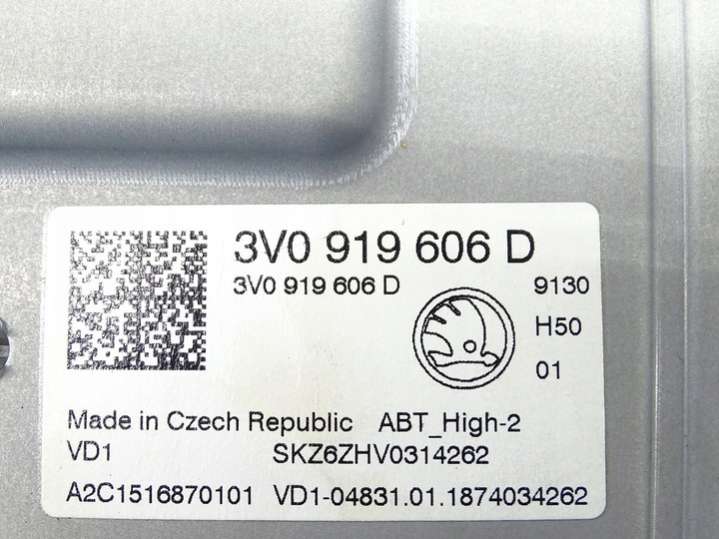 3V0 919 606 D
3V0 919 606 D 9130
H50
01
Made in Czech Republic ABT_High-2
VD1 SKZ6ZHV0314262
A2C1516870101 VD1-04831.01.1874034262